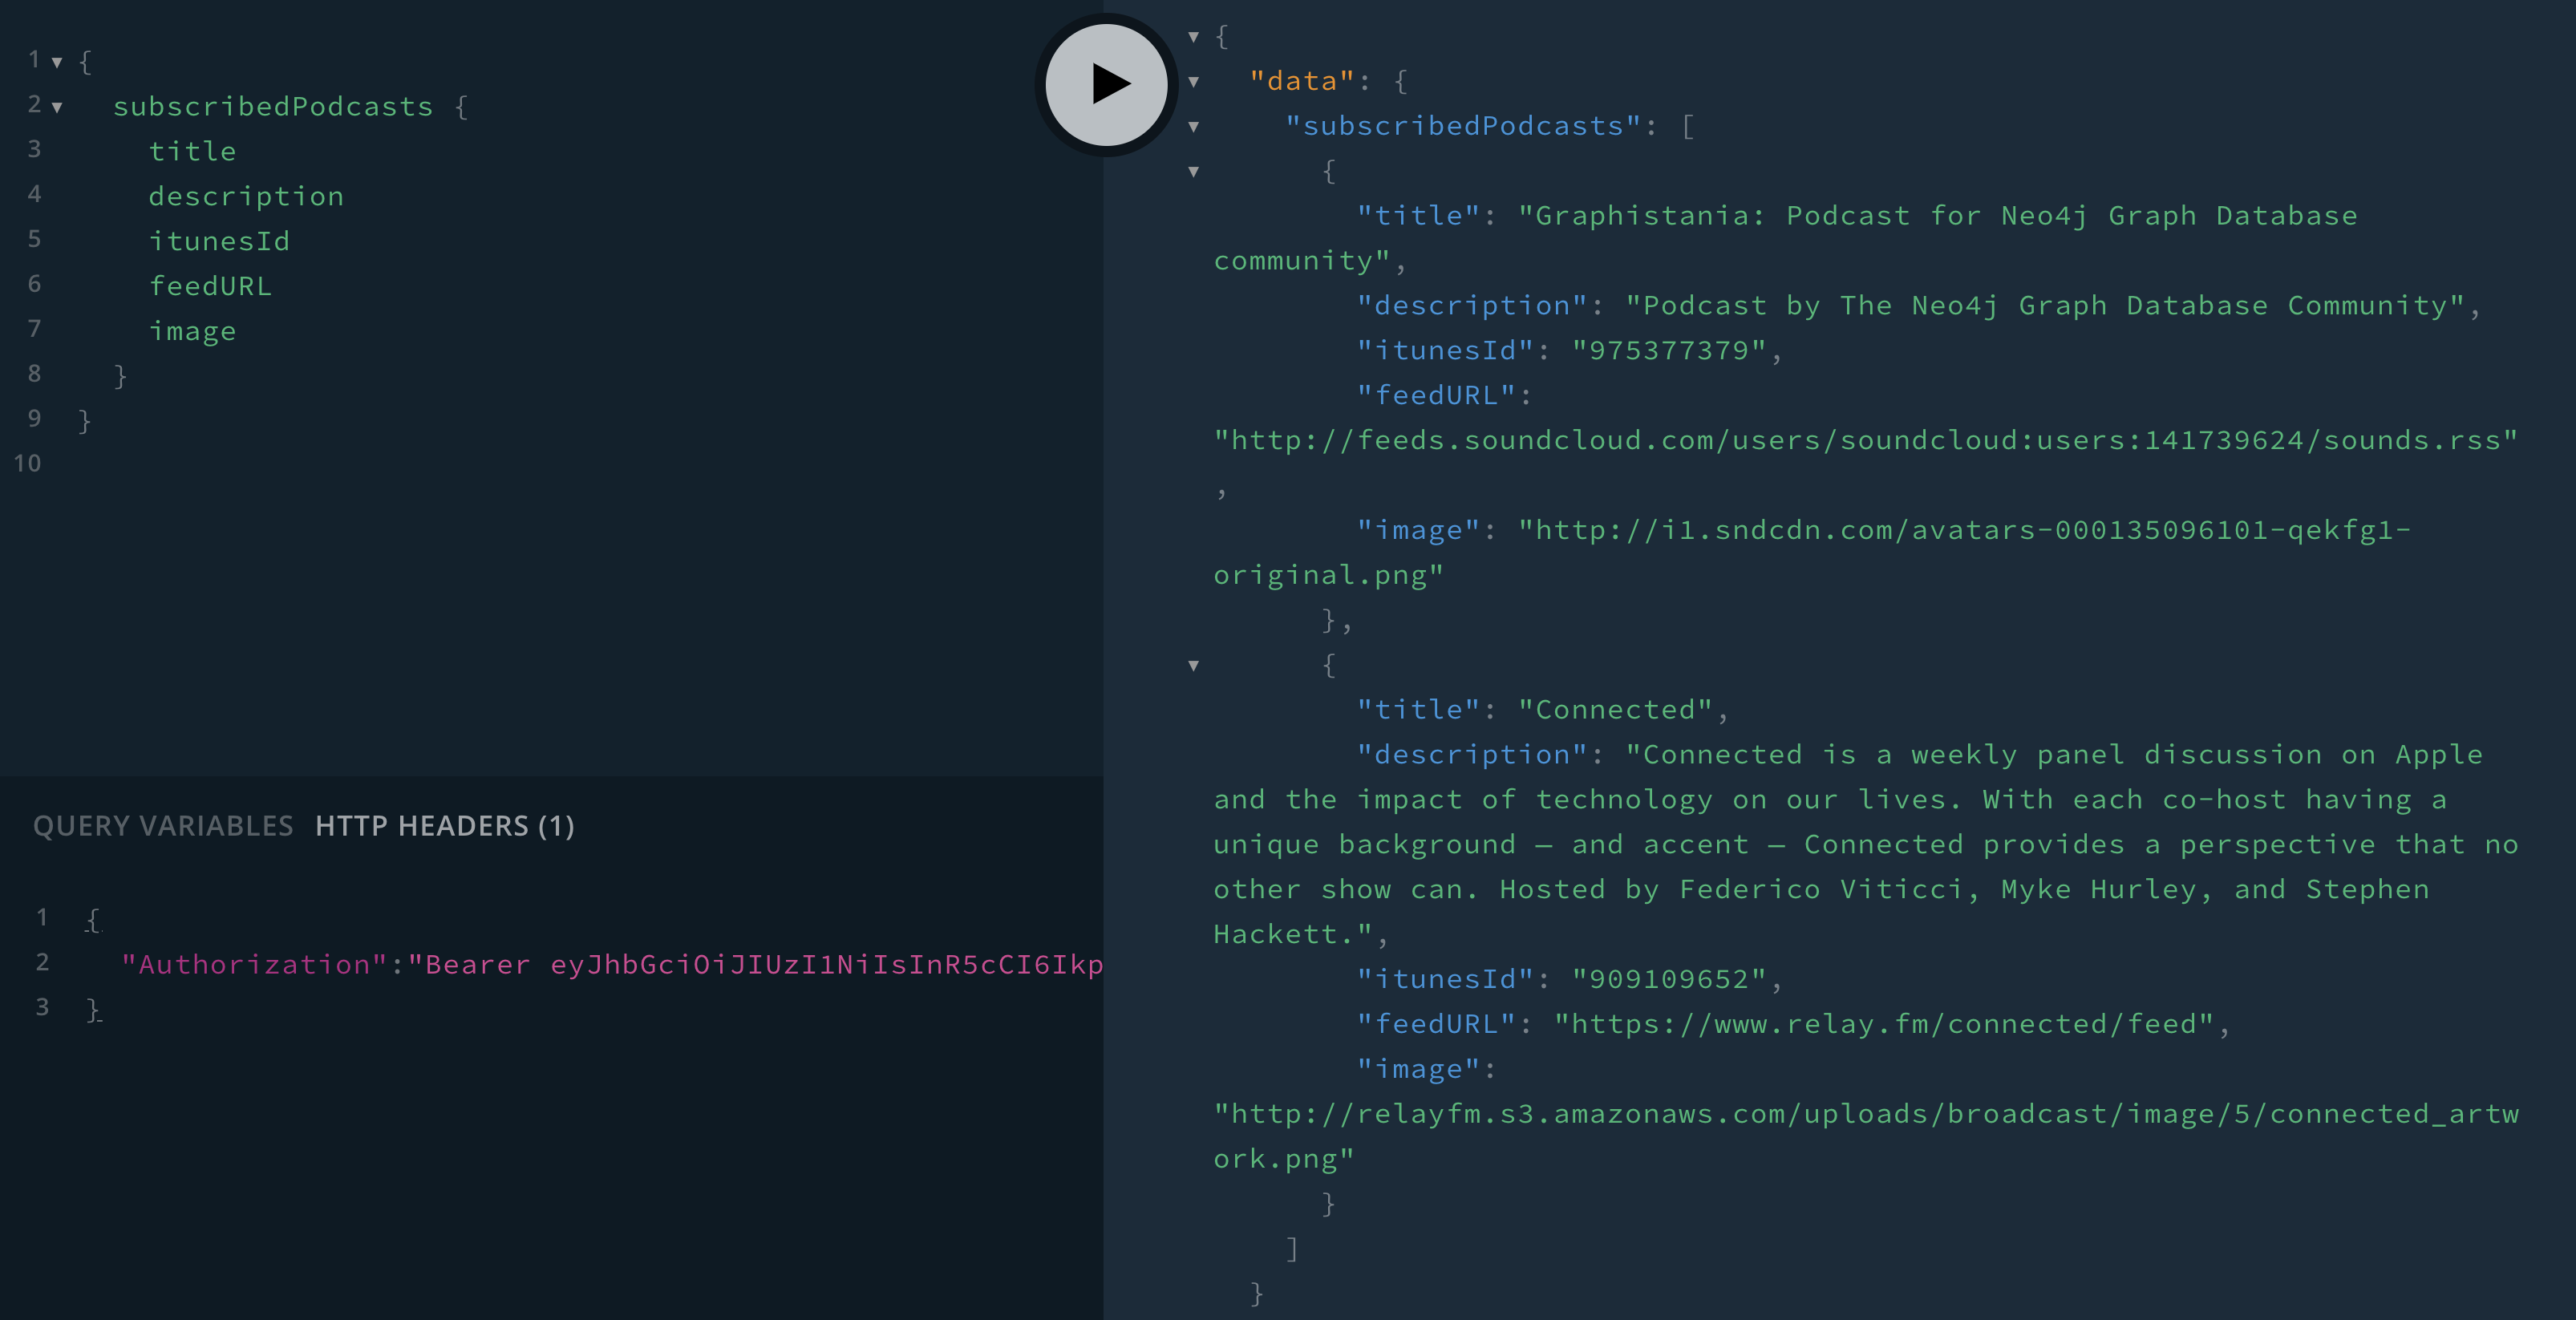 1 {
2 subscribedPodcasts {
3 title
4 description
5 itunesId
6 feedURL
7 image
8 }
9 }
10
QUERY VARIABLES HTTP HEADERS (1)
1 {
2 "Authorization":"Bearer eyJhbGciOiJIUzI1NiIsInR5cCI6Ikp
3 }
{
"data": {
"subscribedPodcasts": [
{
"title": "Graphistania: Podcast for Neo4j Graph Database
community",
"description": "Podcast by The Neo4j Graph Database Community",
"itunesId": "975377379",
"feedURL":
"http://feeds.soundcloud.com/users/soundcloud:users:141739624/sounds.rss"
,
"image": "http://i1.sndcdn.com/avatars-000135096101-qekfg1-
original.png"
},
{
"title": "Connected",
"description": "Connected is a weekly panel discussion on Apple
and the impact of technology on our lives. With each co-host having a
unique background — and accent — Connected provides a perspective that no
other show can. Hosted by Federico Viticci, Myke Hurley, and Stephen
Hackett.",
"itunesId": "909109652",
"feedURL": "https://www.relay.fm/connected/feed",
"image":
"http://relayfm.s3.amazonaws.com/uploads/broadcast/image/5/connected_artw
ork.png"
}
]
}